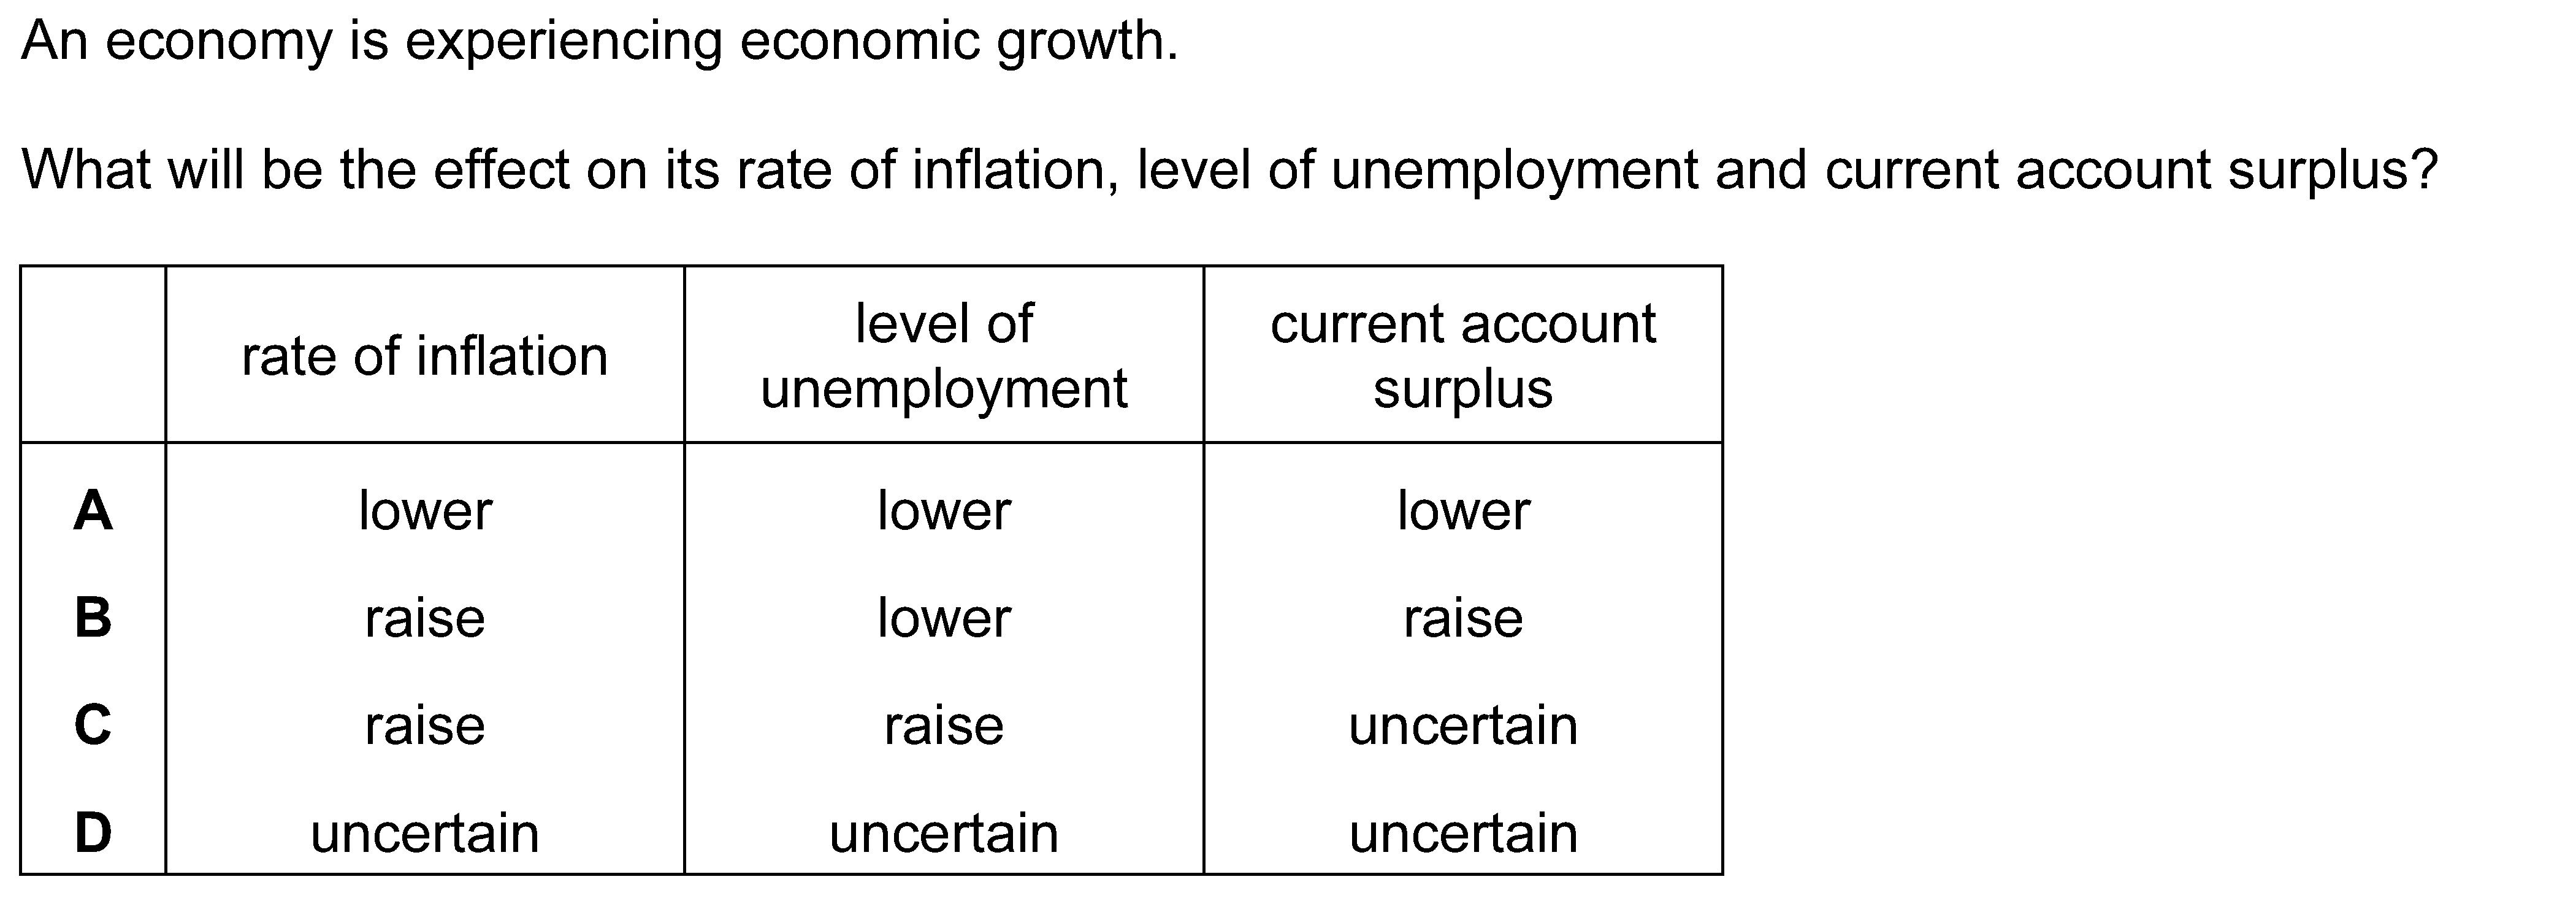 An economy is experiencing economic growth.
What will be the effect on its rate of inflation, level of unemployment and current account surplus?
rate of inflation level of unemployment current account surplus
A lower lower lower
B raise lower raise
C raise raise uncertain
D uncertain uncertain uncertain